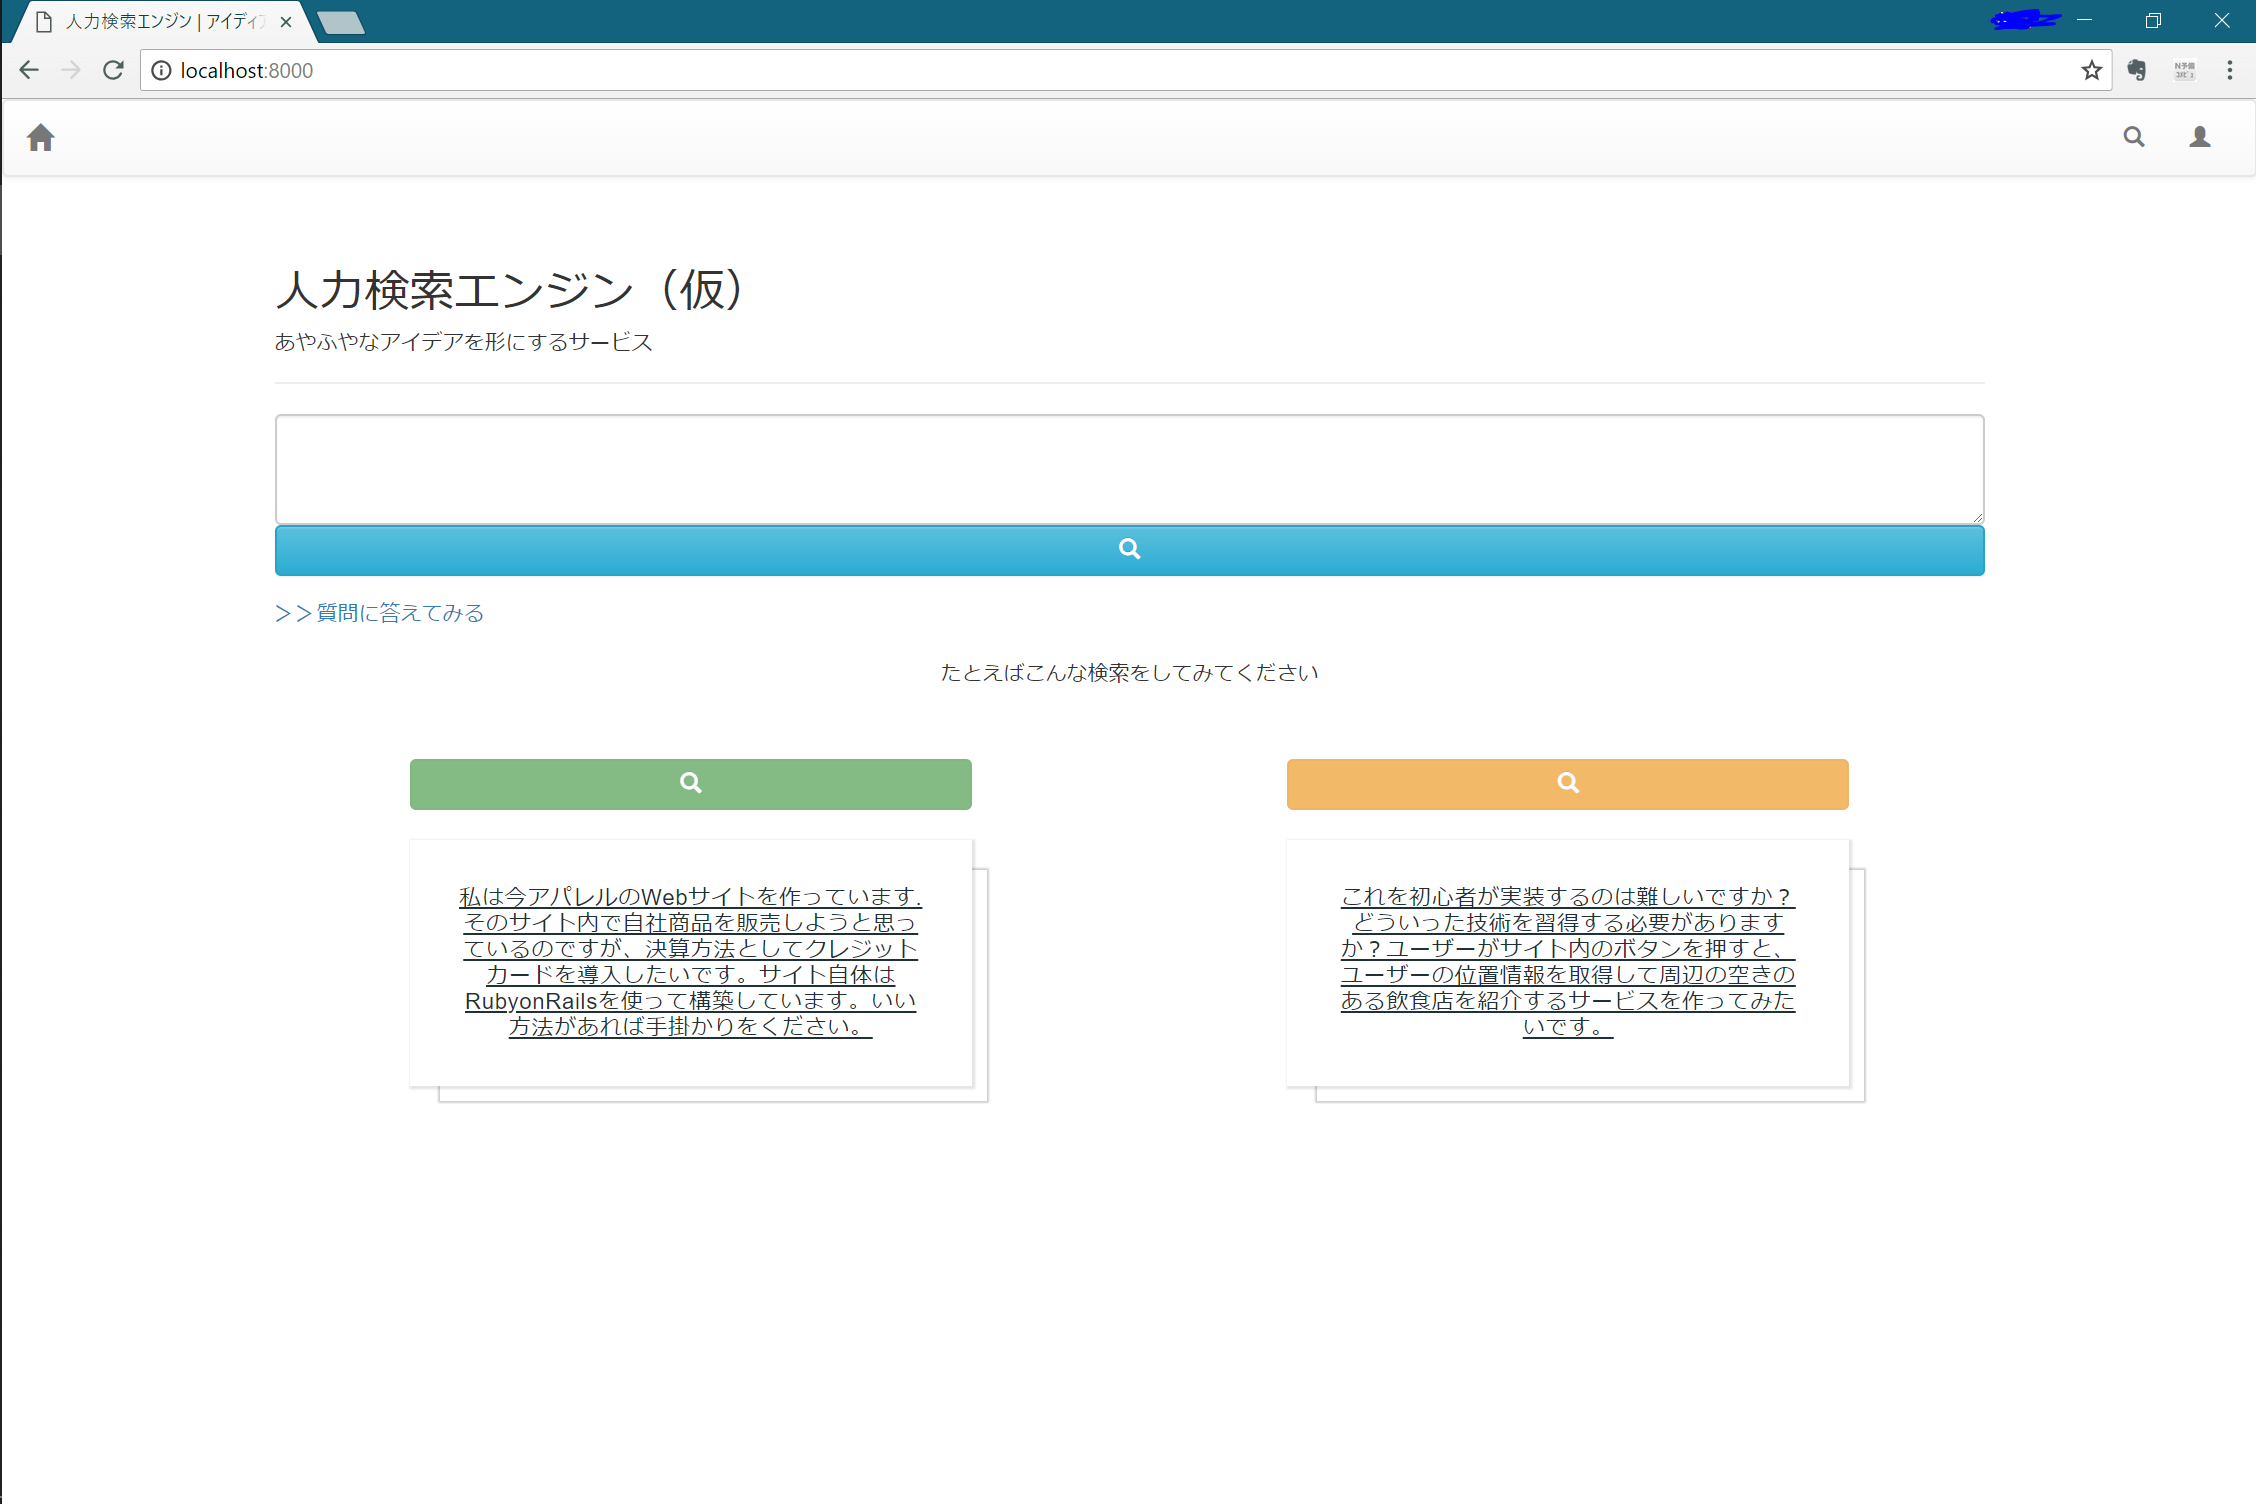 人力検索エンジン | アイディア
localhost:8000
人力検索エンジン（仮）
あやふやなアイデアを形にするサービス
＞＞質問に答えてみる
たとえばこんな検索をしてみてください
私は今アパレルのWebサイトを作っています.
そのサイト内で自社商品を販売しようと思っ
ているのですが、決算方法としてクレジット
カードを導入したいです。サイト自体は
RubyonRailsを使って構築しています。いい
方法があれば手掛かりをください。
これを初心者が実装するのは難しいですか？
どういった技術を習得する必要があります
か？ユーザーがサイト内のボタンを押すと、
ユーザーの位置情報を取得して周辺の空きの
ある飲食店を紹介するサービスを作ってみた
いです。